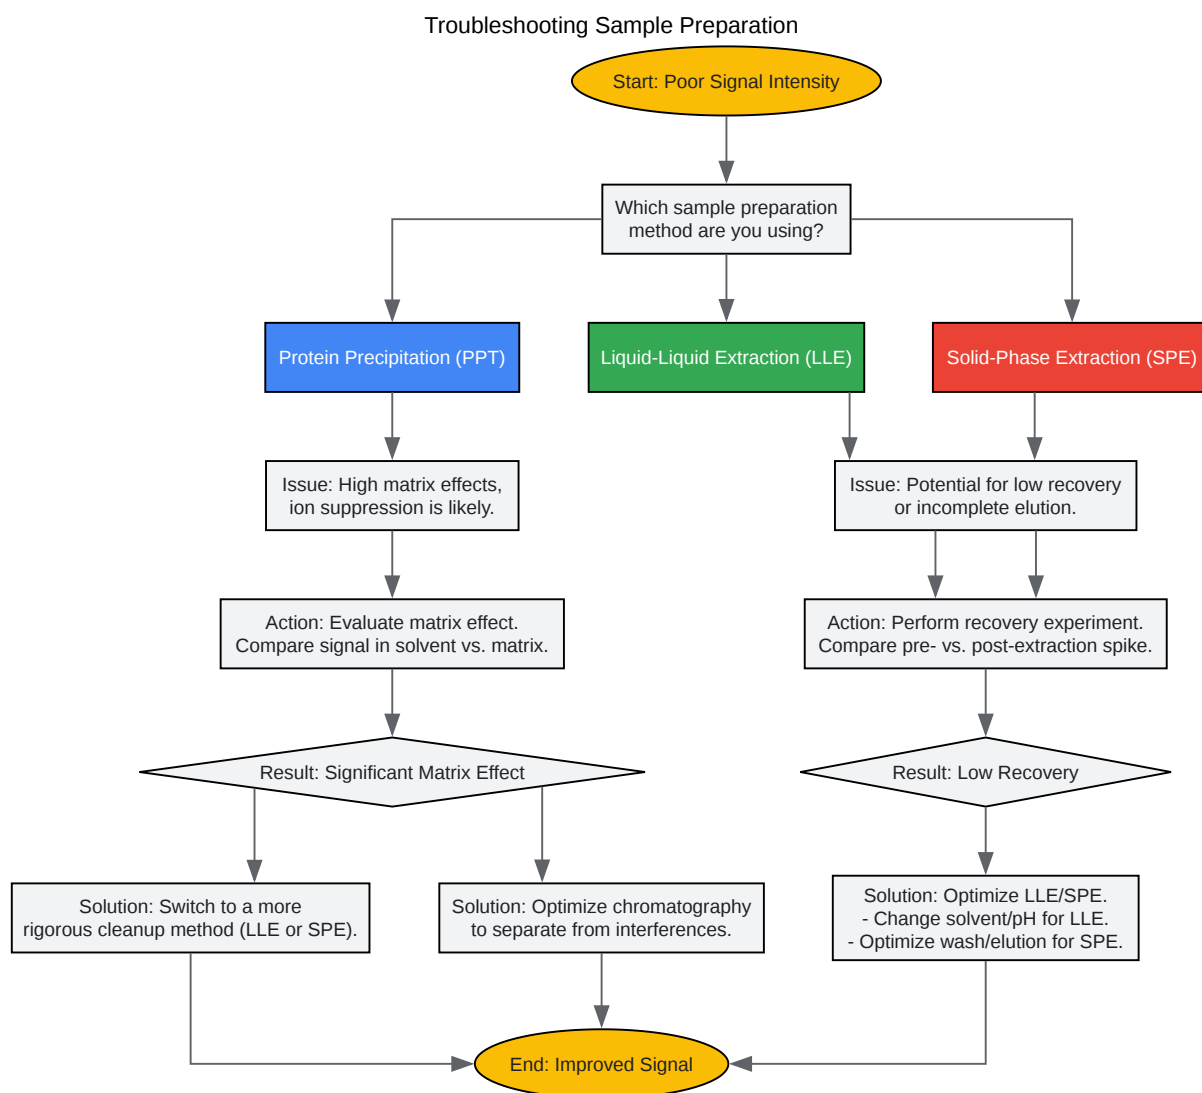 Troubleshooting Sample Preparation
Start: Poor Signal Intensity
Which sample preparation
method are you using?
Protein Precipitation (PPT)
Liquid-Liquid Extraction (LLE)
Solid-Phase Extraction (SPE)
Issue: High matrix effects,
ion suppression is likely.
Issue: Potential for low recovery
or incomplete elution.
Action: Evaluate matrix effect.
Compare signal in solvent vs. matrix.
Action: Perform recovery experiment.
Compare pre- vs. post-extraction spike.
Result: Significant Matrix Effect
Result: Low Recovery
Solution: Switch to a more
rigorous cleanup method (LLE or SPE).
Solution: Optimize chromatography
to separate from interferences.
Solution: Optimize LLE/SPE.
- Change solvent/pH for LLE.
- Optimize wash/elution for SPE.
End: Improved Signal